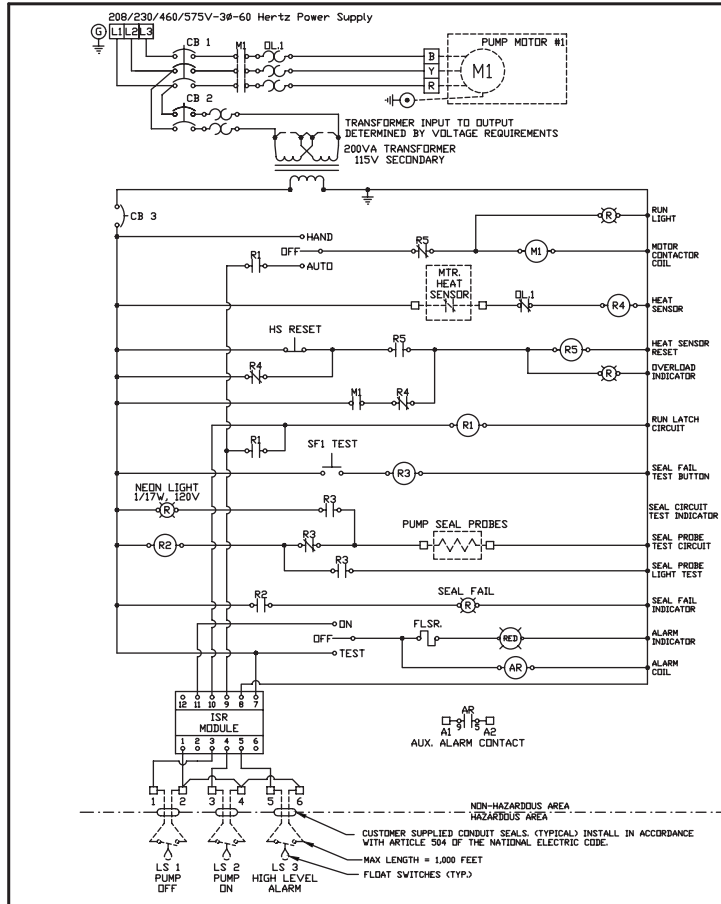 208/230/460/575V-3ø-60 Hertz Power Supply
G L1 L2 L3
CB 1
M1
OL.1
B
Y
R
PUMP MOTOR #1
M1
CB 2
TRANSFORMER INPUT TO OUTPUT
DETERMINED BY VOLTAGE REQUIREMENTS
200VA TRANSFORMER
115V SECONDARY
CB 3
R
RUN
LIGHT
HAND
OFF
AUTO
R1
R5
M1
MOTOR
CONTACTOR
COIL
MTR.
HEAT
SENSOR
OL.1
R4
HEAT
SENSOR
HS RESET
R5
R5
HEAT SENSOR
RESET
R4
R
OVERLOAD
INDICATOR
M1
R4
R1
RUN LATCH
CIRCUIT
R1
SF1 TEST
R3
SEAL FAIL
TEST BUTTON
NEON LIGHT
1/17W, 120V
R
R3
SEAL CIRCUIT
TEST INDICATOR
R2
R3
PUMP SEAL PROBES
SEAL PROBE
TEST CIRCUIT
R3
SEAL PROBE
LIGHT TEST
R2
SEAL FAIL
R
SEAL FAIL
INDICATOR
ON
OFF
TEST
FLSR.
RED
ALARM
INDICATOR
AR
ALARM
COIL
12 11 10 9 8 7
ISR
MODULE
1 2 3 4 5 6
AR
A1 9 5 A2
AUX. ALARM CONTACT
1 2 3 4 5 6
NON-HAZARDOUS AREA
HAZARDOUS AREA
CUSTOMER SUPPLIED CONDUIT SEALS. (TYPICAL) INSTALL IN ACCORDANCE
WITH ARTICLE 504 OF THE NATIONAL ELECTRIC CODE.
MAX LENGTH = 1,000 FEET
FLOAT SWITCHES (TYP.)
LS 1
PUMP
OFF
LS 2
PUMP
ON
LS 3
HIGH LEVEL
ALARM